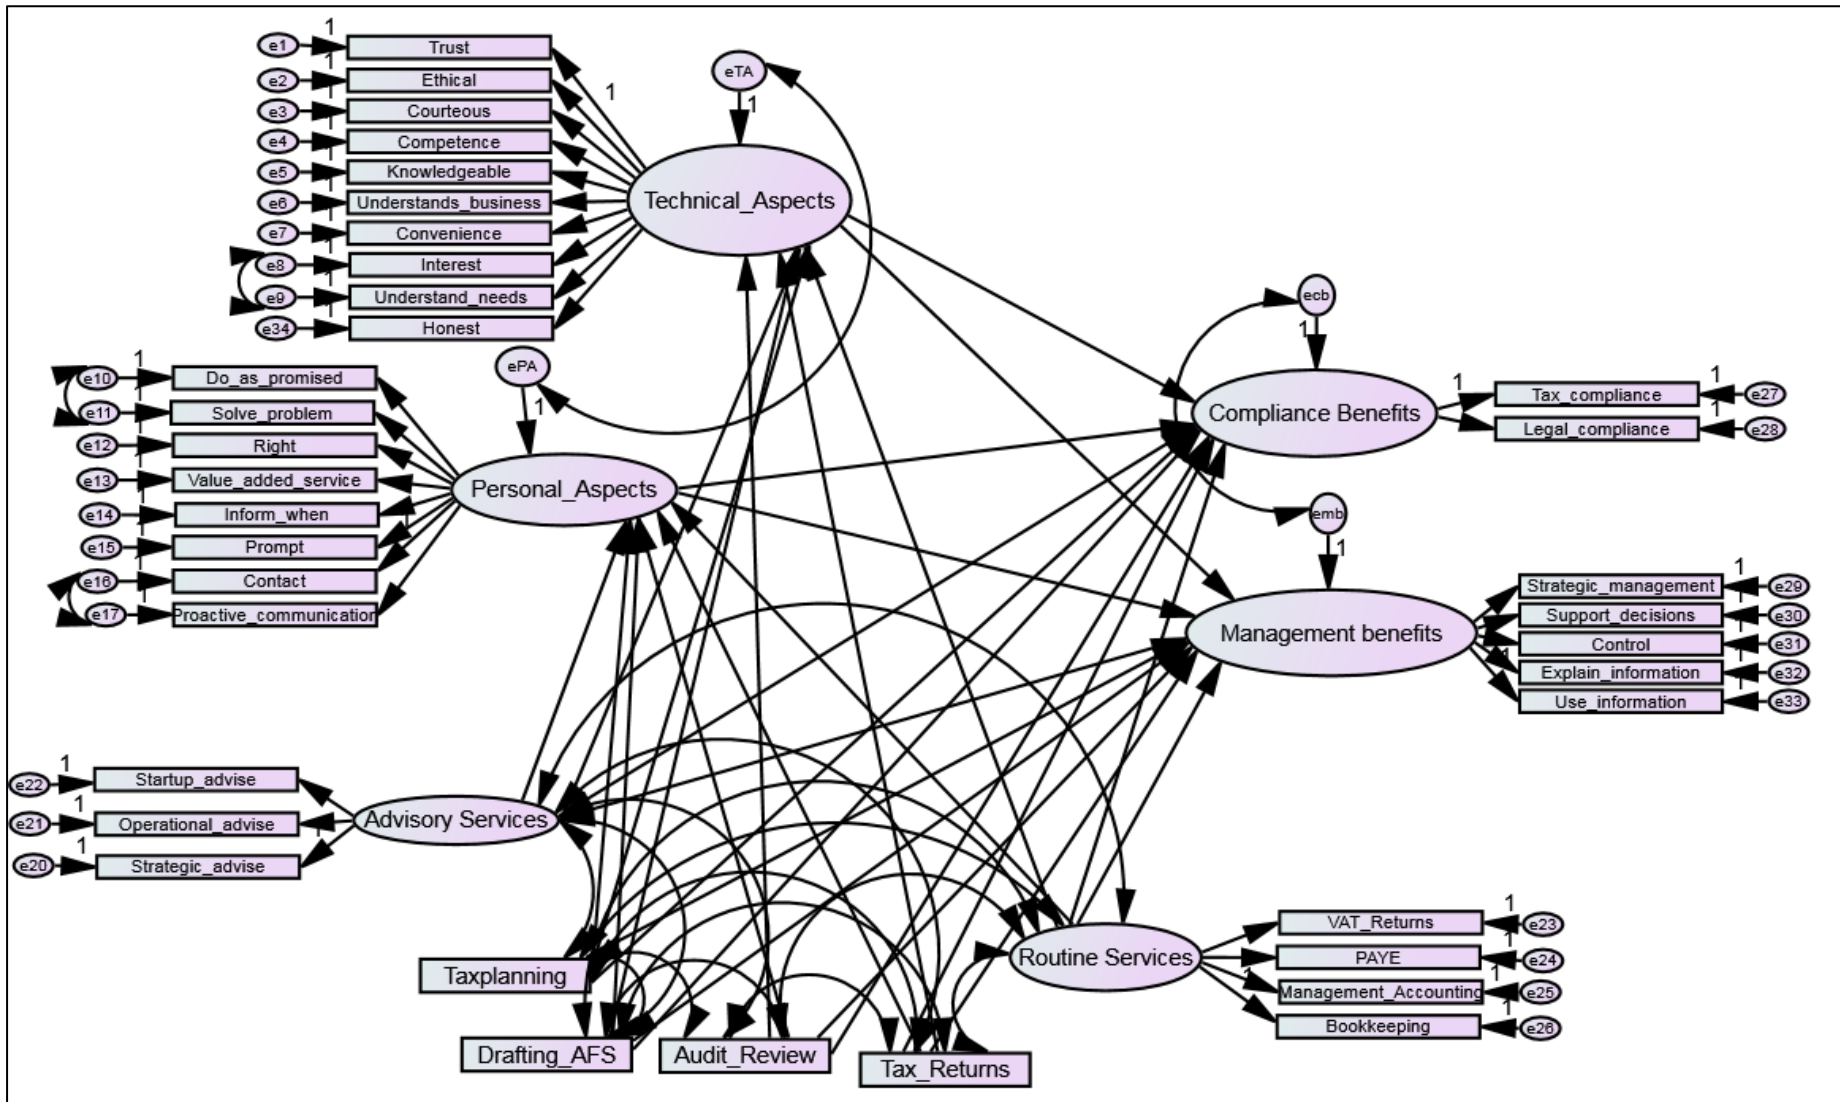 1
e1
Trust
e2
Ethical
e3
Courteous
e4
Competence
e5
Knowledgeable
e6
Understands_business
e7
Convenience
e8
Interest
e9
Understand_needs
e34
Honest
1
eTA
1
Technical_Aspects
ePA
1
1
e10
Do_as_promised
e11
Solve_problem
e12
Right
e13
Value_added_service
e14
Inform_when
e15
Prompt
e16
Contact
e17
Proactive_communication
Personal_Aspects
ecb
1
Compliance Benefits
1
Tax_compliance
1
e27
Legal_compliance
1
e28
emb
1
Management benefits
1
Strategic_management
e29
Support_decisions
e30
Control
e31
Explain_information
e32
Use_information
e33
1
e22
Startup_advise
1
e21
Operational_advise
1
e20
Strategic_advise
Advisory Services
Taxplanning
Drafting_AFS
Audit_Review
Tax_Returns
Routine Services
VAT_Returns
1
e23
PAYE
e24
1
Management_Accounting
1
e25
Bookkeeping
e26